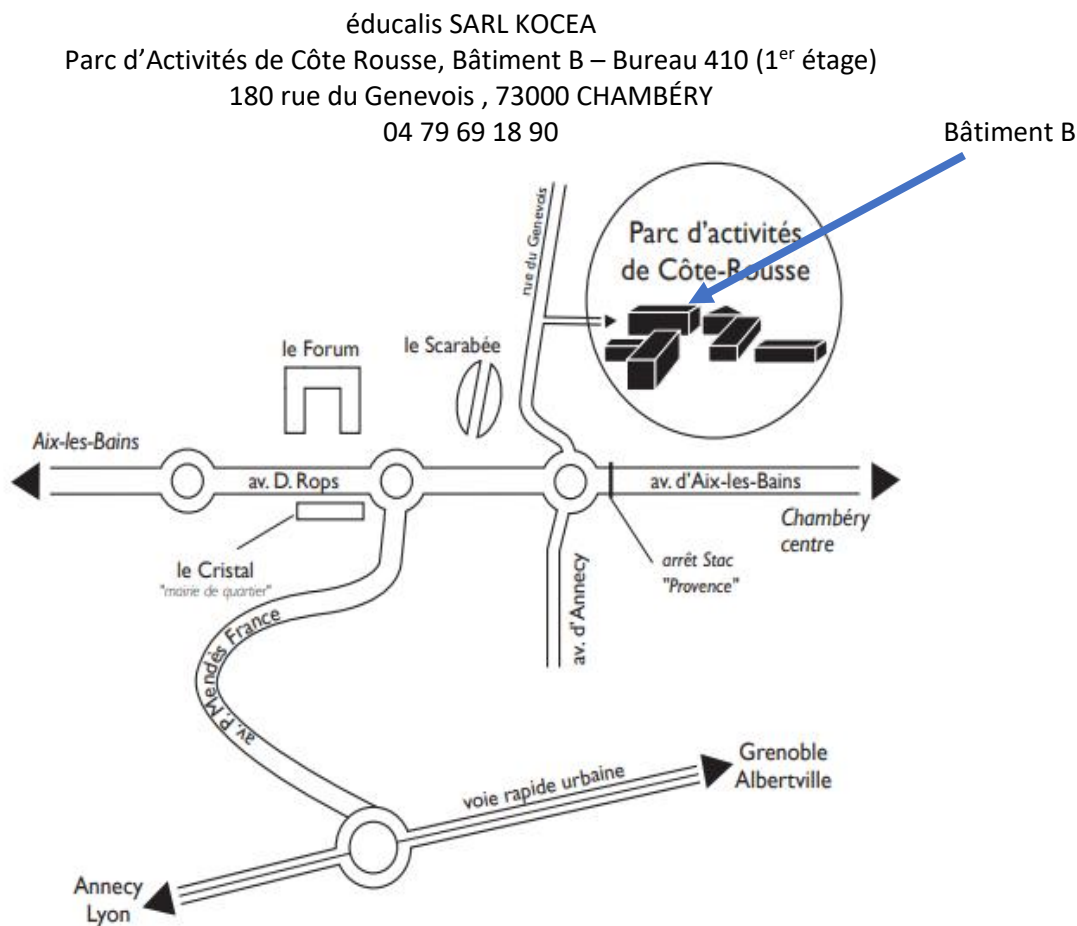 éducalis SARL KOCEA
Parc d’Activités de Côte Rousse, Bâtiment B – Bureau 410 (1er étage)
180 rue du Genevois , 73000 CHAMBÉRY
04 79 69 18 90
Bâtiment B
rue du Genevois
Parc d'activités
de Côte-Rousse
le Forum
le Scarabée
Aix-les-Bains
av. D. Rops
av. d'Aix-les-Bains
Chambéry
centre
le Cristal
"mairie de quartier"
arrêt Stac
"Provence"
av. d'Annecy
av. P. Mendès France
voie rapide urbaine
Grenoble
Albertville
Annecy
Lyon